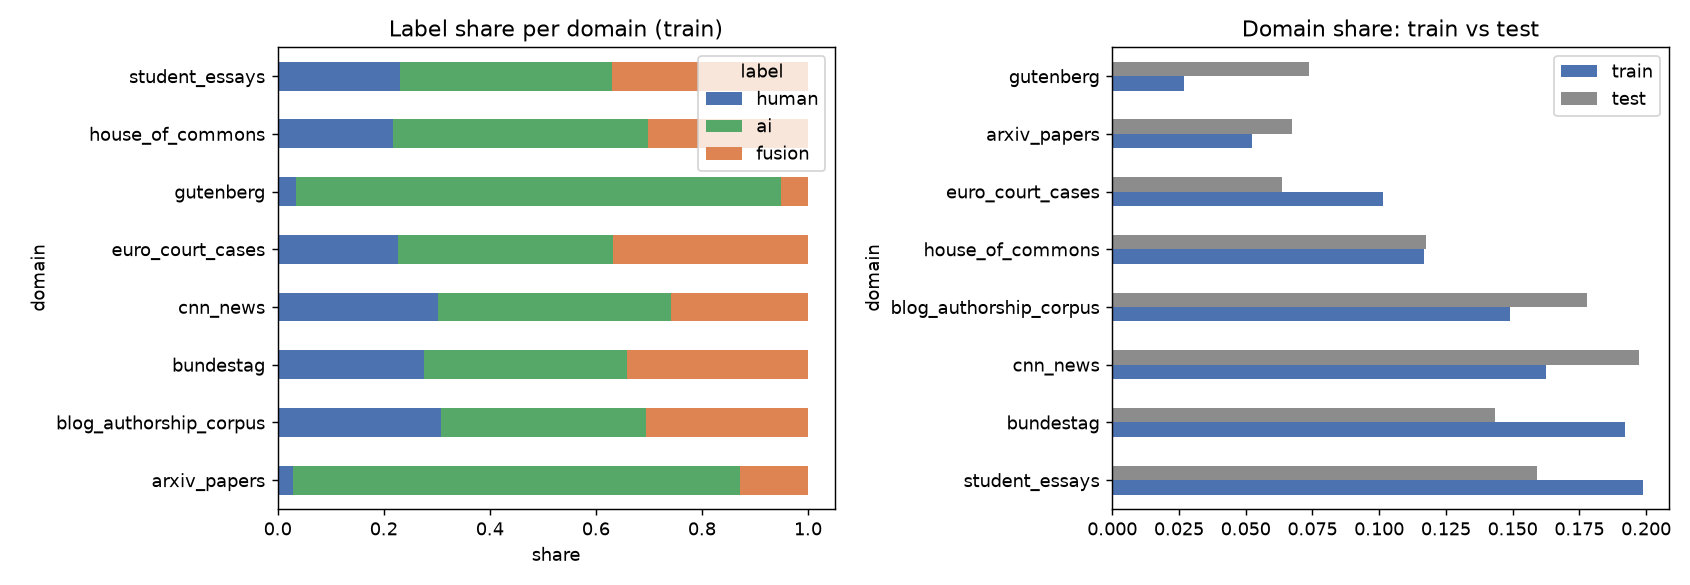 Label share per domain (train)
domain
student_essays
house_of_commons
gutenberg
euro_court_cases
cnn_news
bundestag
blog_authorship_corpus
arxiv_papers
0.0 0.2 0.4 0.6 0.8 1.0
share
label
human
ai
fusion
Domain share: train vs test
domain
gutenberg
arxiv_papers
euro_court_cases
house_of_commons
blog_authorship_corpus
cnn_news
bundestag
student_essays
0.000 0.025 0.050 0.075 0.100 0.125 0.150 0.175 0.200
train
test